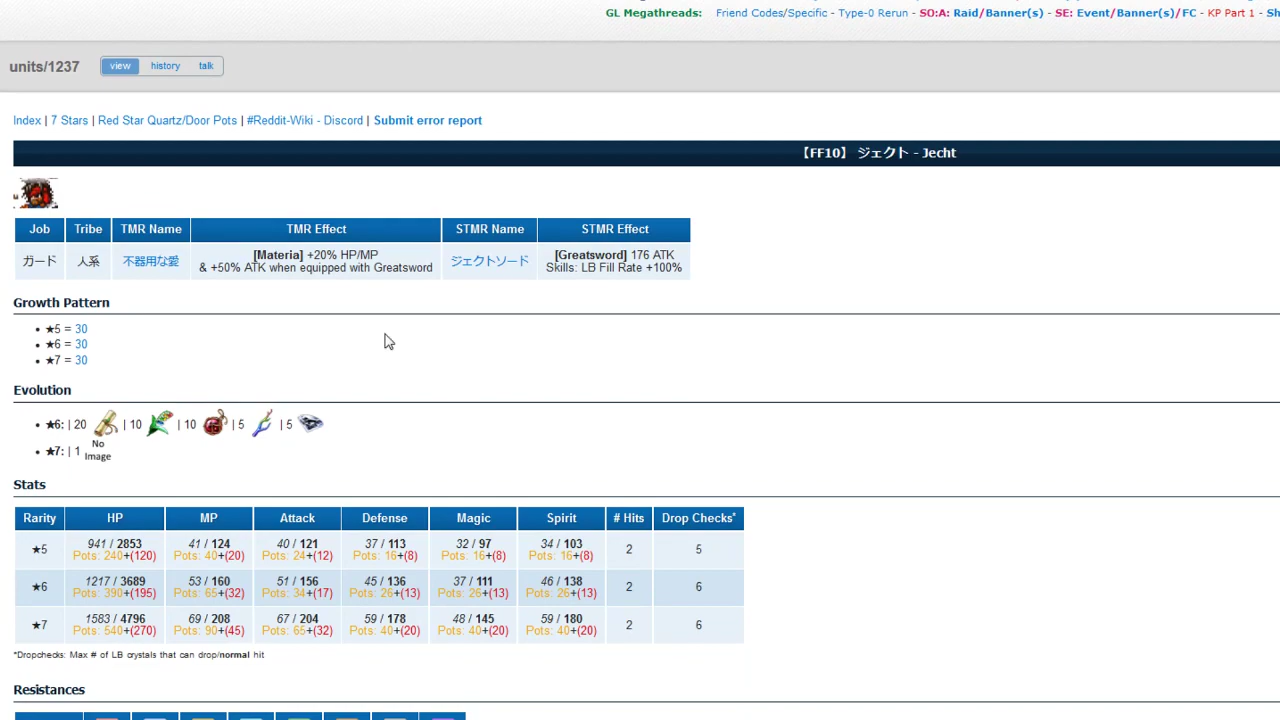 GL Megathreads: Friend Codes/Specific - Type-0 Rerun - SO:A: Raid/Banner(s) - SE: Event/Banner(s)/FC - KP Part 1 - Sh
units/1237 view history talk
Index | 7 Stars | Red Star Quartz/Door Pots | #Reddit-Wiki - Discord | Submit error report
【FF10】 ジェクト - Jecht
Job Tribe TMR Name TMR Effect STMR Name STMR Effect
ガード 人系 不器用な愛 [Materia] +20% HP/MP ジェクトソード [Greatsword] 176 ATK
& +50% ATK when equipped with Greatsword Skills: LB Fill Rate +100%
Growth Pattern
• ★5 = 30
• ★6 = 30
• ★7 = 30
Evolution
• ★6: | 20 | 10 | 10 | 5 | 5
• ★7: | 1 No Image
Stats
Rarity HP MP Attack Defense Magic Spirit # Hits Drop Checks*
★5 941 / 2853 41 / 124 40 / 121 37 / 113 32 / 97 34 / 103 2 5
Pots: 240+(120) Pots: 40+(20) Pots: 24+(12) Pots: 16+(8) Pots: 16+(8) Pots: 16+(8)
★6 1217 / 3689 53 / 160 51 / 156 45 / 136 37 / 111 46 / 138 2 6
Pots: 390+(195) Pots: 65+(32) Pots: 34+(17) Pots: 26+(13) Pots: 26+(13) Pots: 26+(13)
★7 1583 / 4796 69 / 208 67 / 204 59 / 178 48 / 145 59 / 180 2 6
Pots: 540+(270) Pots: 90+(45) Pots: 65+(32) Pots: 40+(20) Pots: 40+(20) Pots: 40+(20)
*Dropchecks: Max # of LB crystals that can drop/normal hit
Resistances